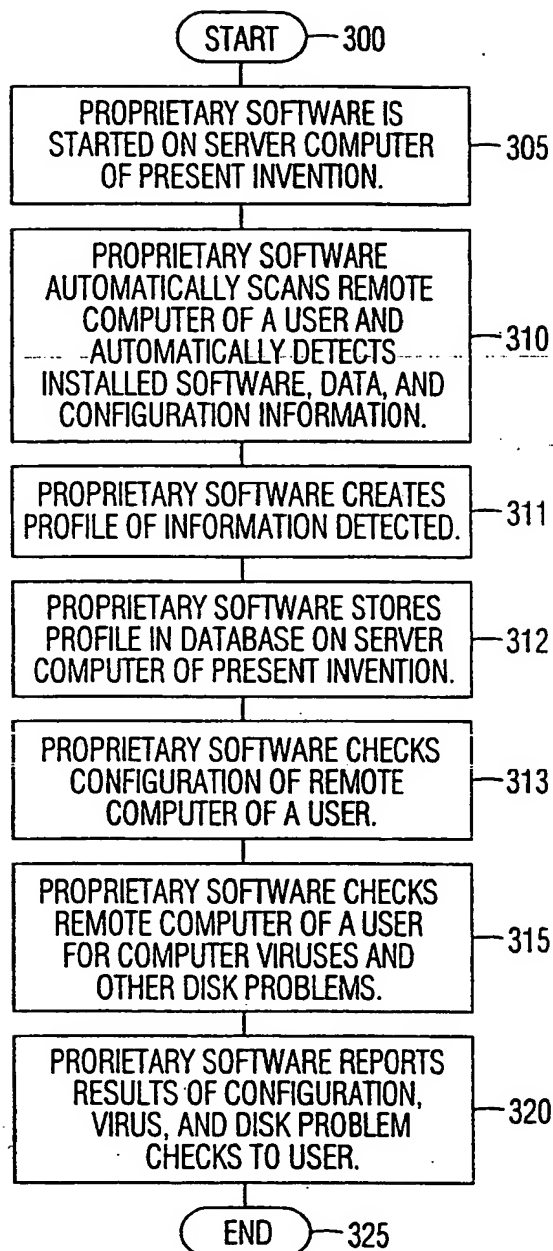 START
300
PROPRIETARY SOFTWARE IS
STARTED ON SERVER COMPUTER
OF PRESENT INVENTION.
305
PROPRIETARY SOFTWARE
AUTOMATICALLY SCANS REMOTE
COMPUTER OF A USER AND
AUTOMATICALLY DETECTS
INSTALLED SOFTWARE, DATA, AND
CONFIGURATION INFORMATION.
310
PROPRIETARY SOFTWARE CREATES
PROFILE OF INFORMATION DETECTED.
311
PROPRIETARY SOFTWARE STORES
PROFILE IN DATABASE ON SERVER
COMPUTER OF PRESENT INVENTION.
312
PROPRIETARY SOFTWARE CHECKS
CONFIGURATION OF REMOTE
COMPUTER OF A USER.
313
PROPRIETARY SOFTWARE CHECKS
REMOTE COMPUTER OF A USER
FOR COMPUTER VIRUSES AND
OTHER DISK PROBLEMS.
315
PRORIETARY SOFTWARE REPORTS
RESULTS OF CONFIGURATION,
VIRUS, AND DISK PROBLEM
CHECKS TO USER.
320
END
325